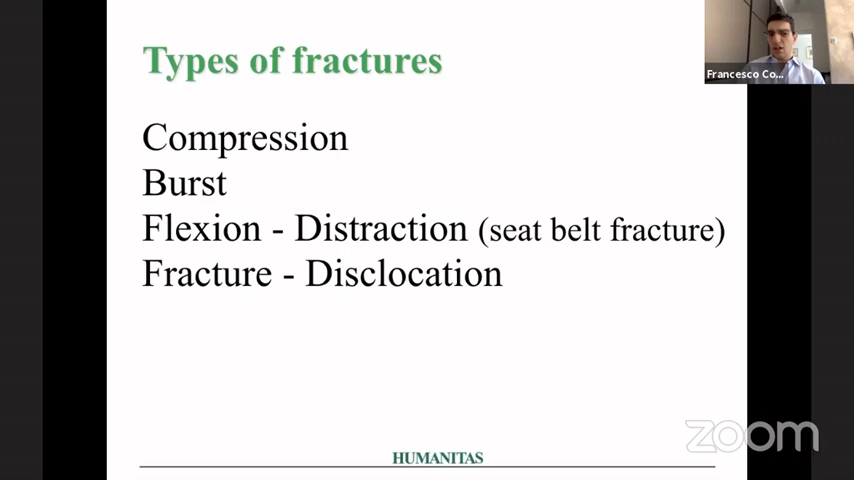 Types of fractures
Francesco Co...
Compression
Burst
Flexion - Distraction (seat belt fracture)
Fracture - Disclocation
zoom
HUMANITAS